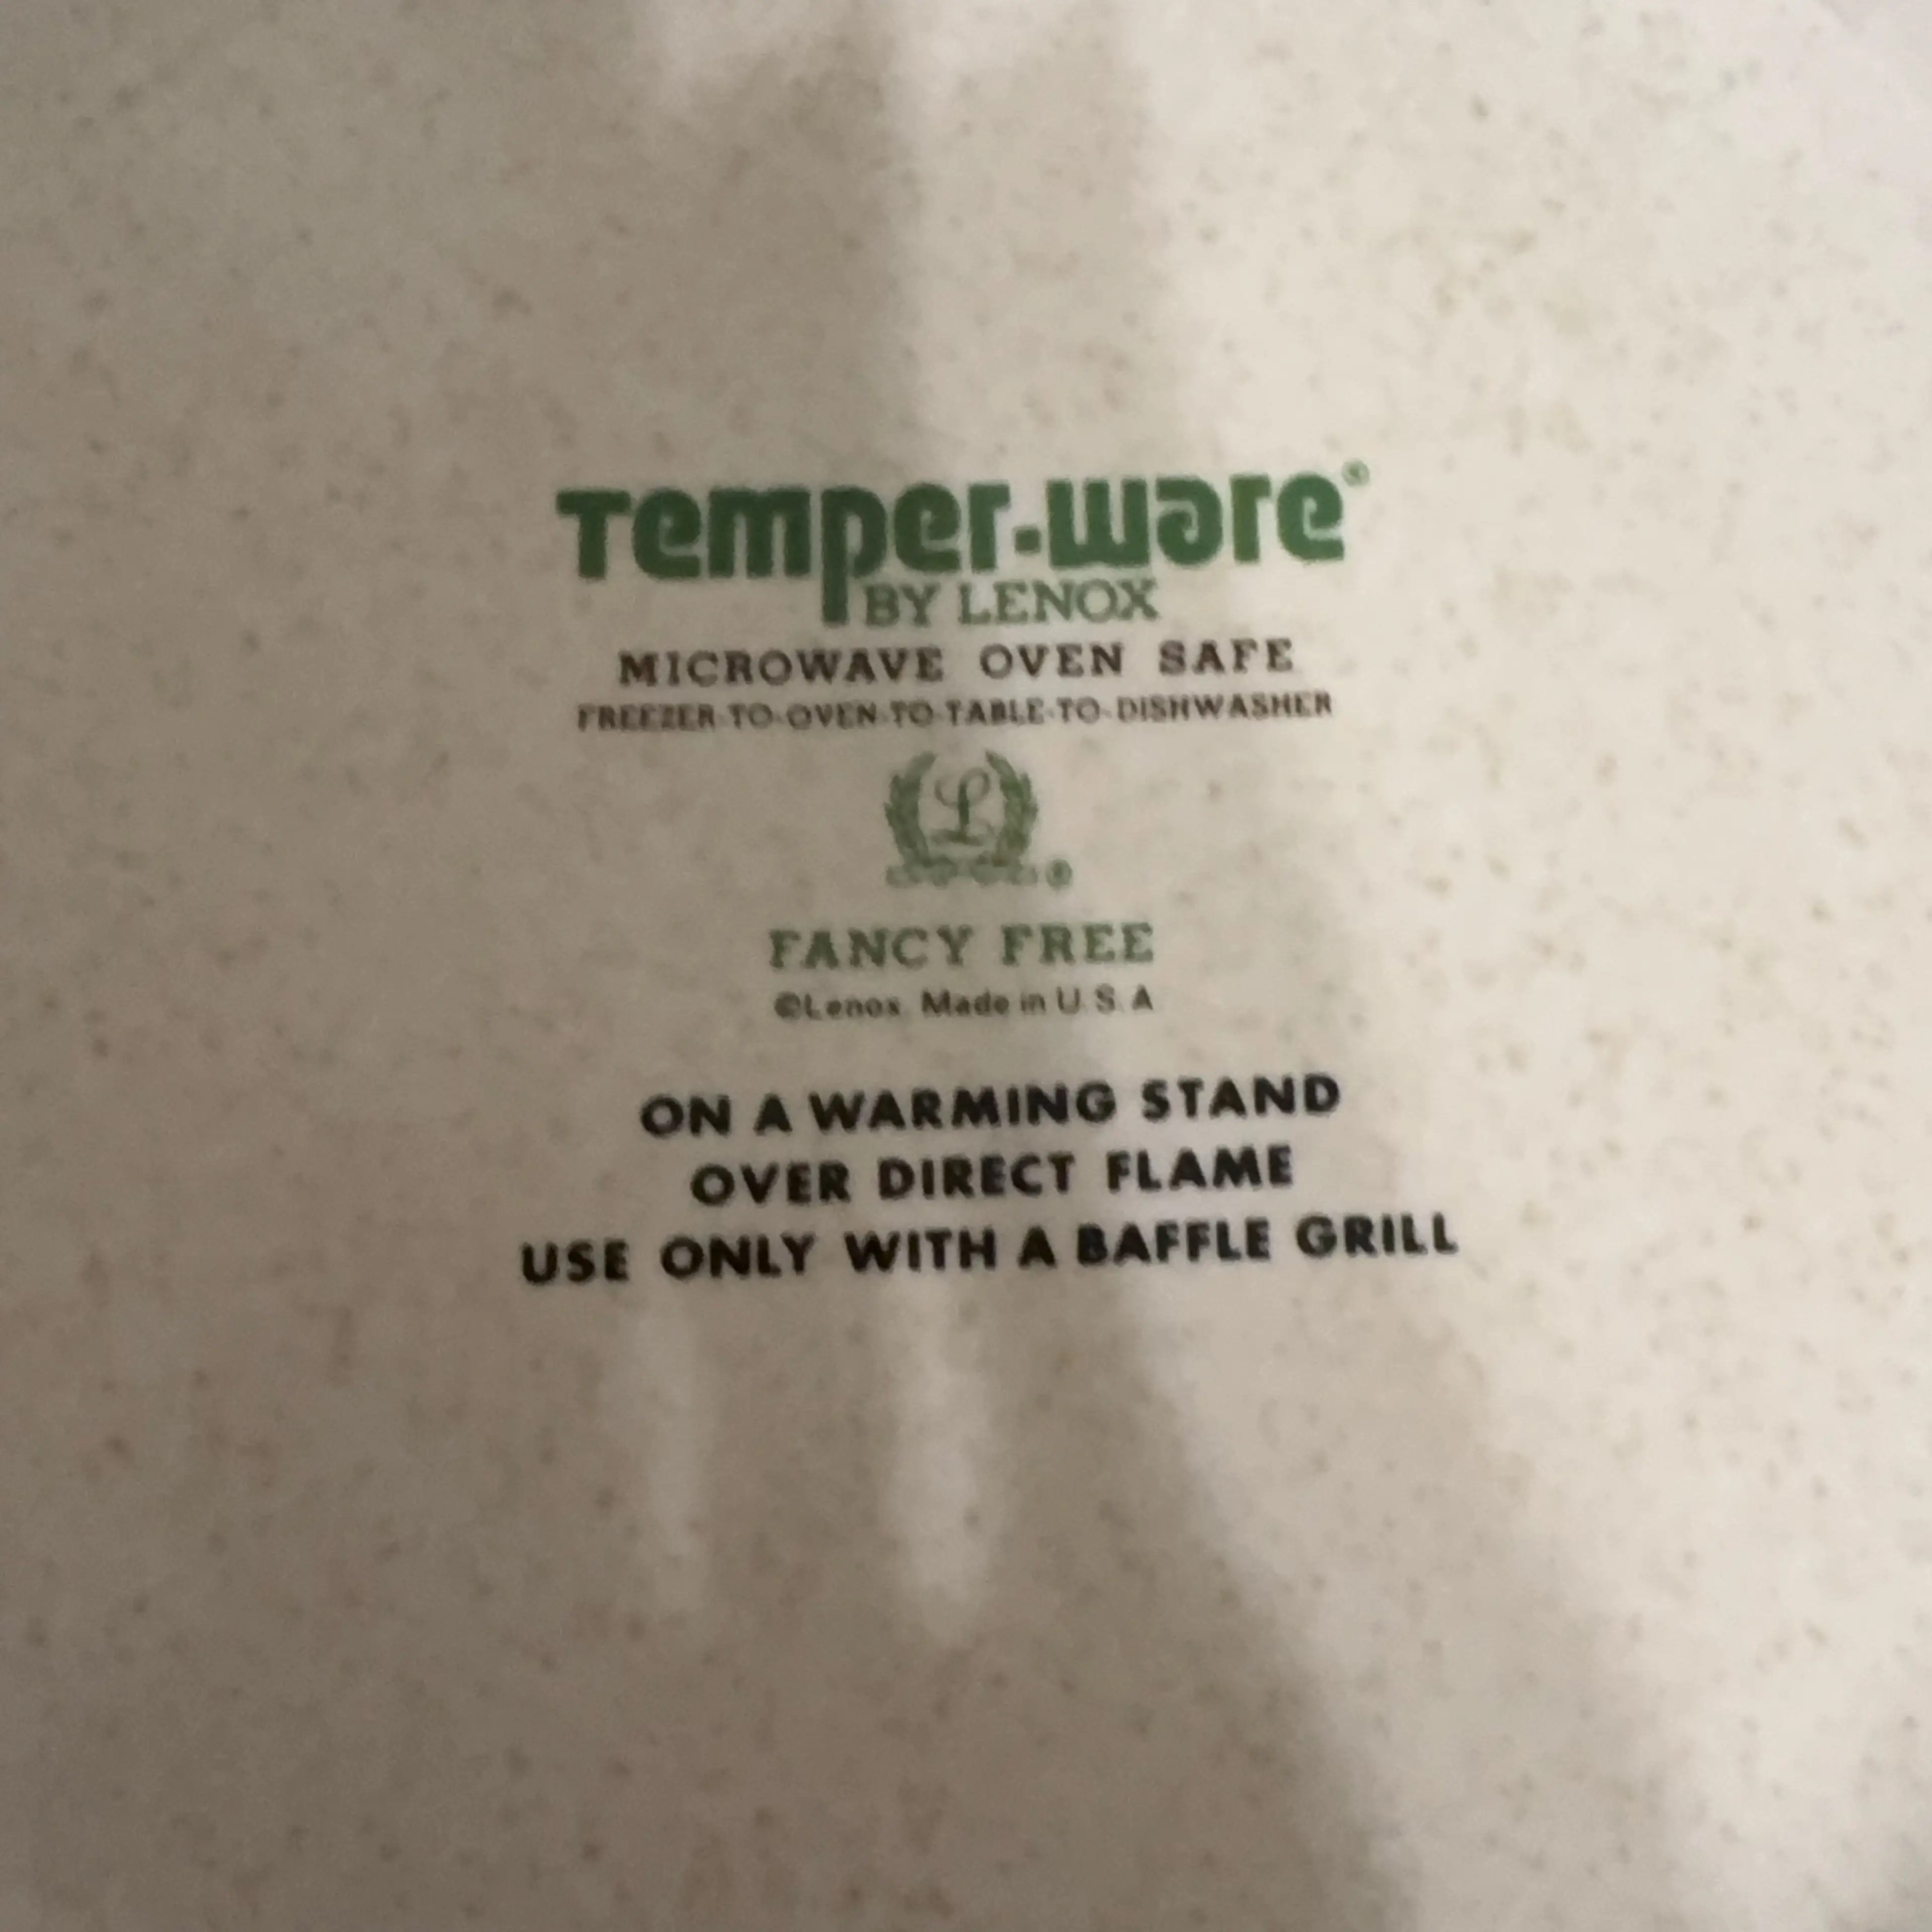 Temper-ware®
BY LENOX
MICROWAVE OVEN SAFE
FREEZER-TO-OVEN-TO-TABLE-TO-DISHWASHER
L ®
FANCY FREE
©Lenox. Made in U.S.A
ON A WARMING STAND
OVER DIRECT FLAME
USE ONLY WITH A BAFFLE GRILL